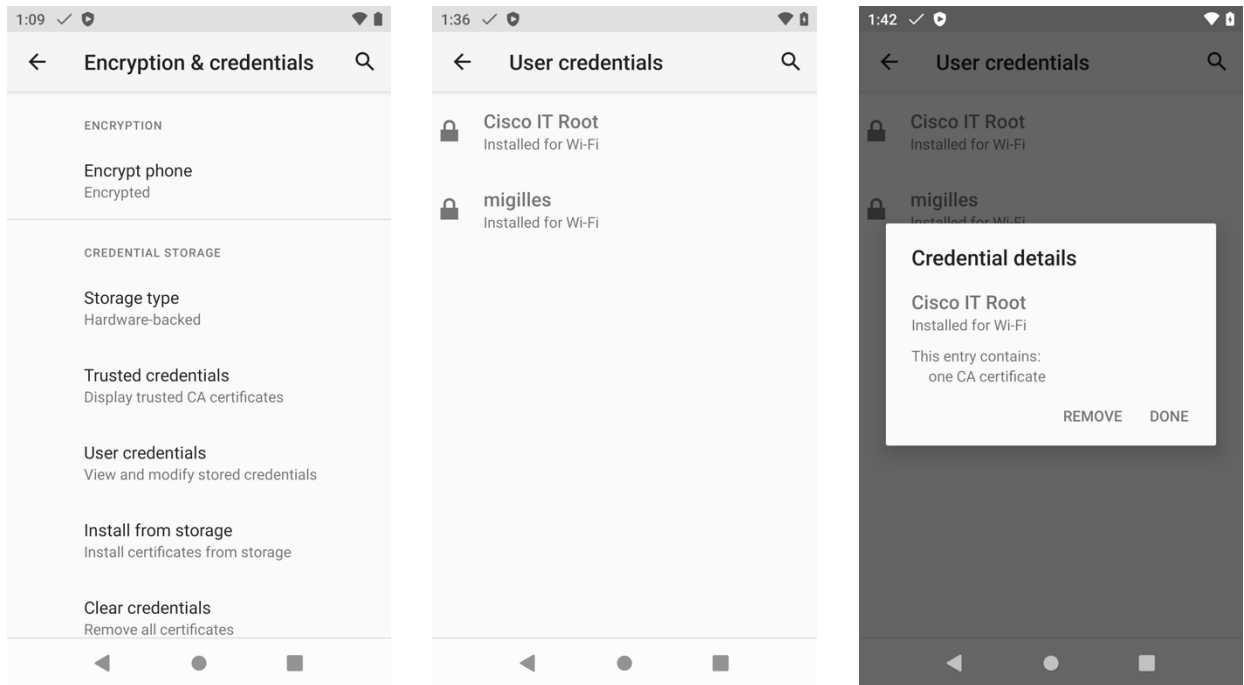 1:09
Encryption & credentials
ENCRYPTION
Encrypt phone
Encrypted
CREDENTIAL STORAGE
Storage type
Hardware-backed
Trusted credentials
Display trusted CA certificates
User credentials
View and modify stored credentials
Install from storage
Install certificates from storage
Clear credentials
Remove all certificates
1:36
User credentials
Cisco IT Root
Installed for Wi-Fi
migilles
Installed for Wi-Fi
1:42
User credentials
Cisco IT Root
Installed for Wi-Fi
migilles
Installed for Wi-Fi
Credential details
Cisco IT Root
Installed for Wi-Fi
This entry contains:
one CA certificate
REMOVE DONE